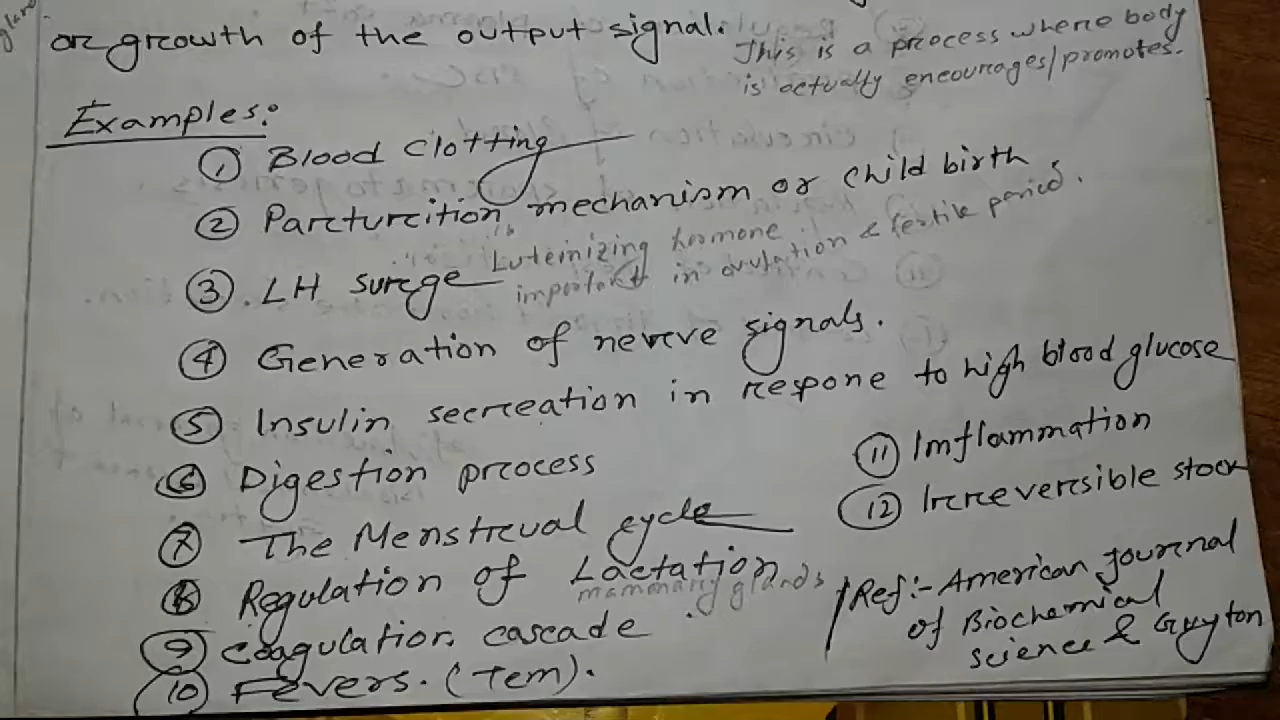 or growth of the output signal.
This is a process where body
is actually encourages/promotes.
Examples:
① Blood Clotting
② Parturition mechanism or child birth,
③. LH surge Luteinizing hormone
important in ovulation & fertile period.
④ Generation of nerve signals.
⑤ Insulin secreation in respone to high blood glucose
⑥ Digestion process
⑦ The Menstrual cycle
⑧ Regulation of Lactation
mammary glands
⑨ Coagulation cascade
⑩ Fevers. (Tem).
⑪ Imflammation
⑫ Irreversible stock
Ref:- American Journal
of Biochemical
science & Guyton